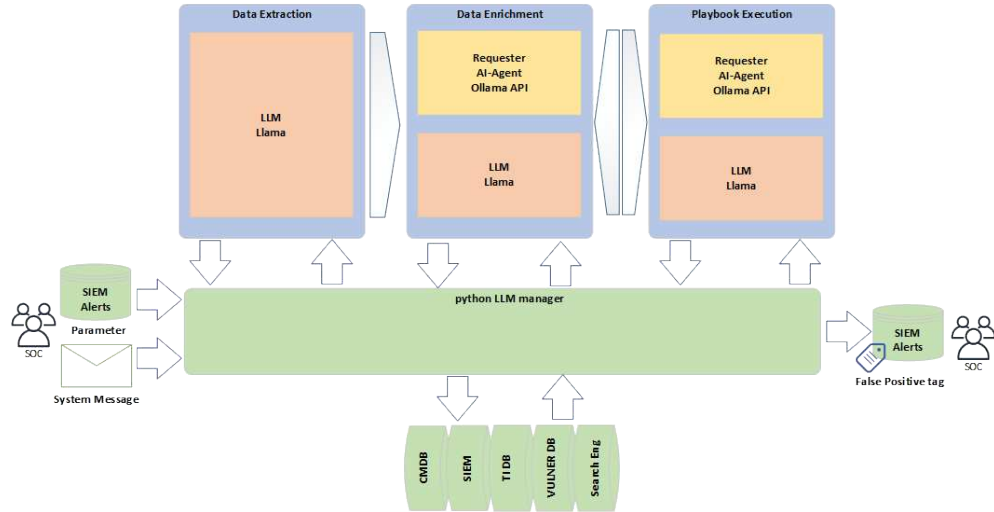 Data Extraction
LLM
Llama
Data Enrichment
Requester
AI-Agent
Ollama API
LLM
Llama
Playbook Execution
Requester
AI-Agent
Ollama API
LLM
Llama
SIEM
Alerts
Parameter
SOC
System Message
python LLM manager
SIEM
Alerts
False Positive tag
SOC
CMDB
SIEM
TI DB
VULNER DB
Search Eng